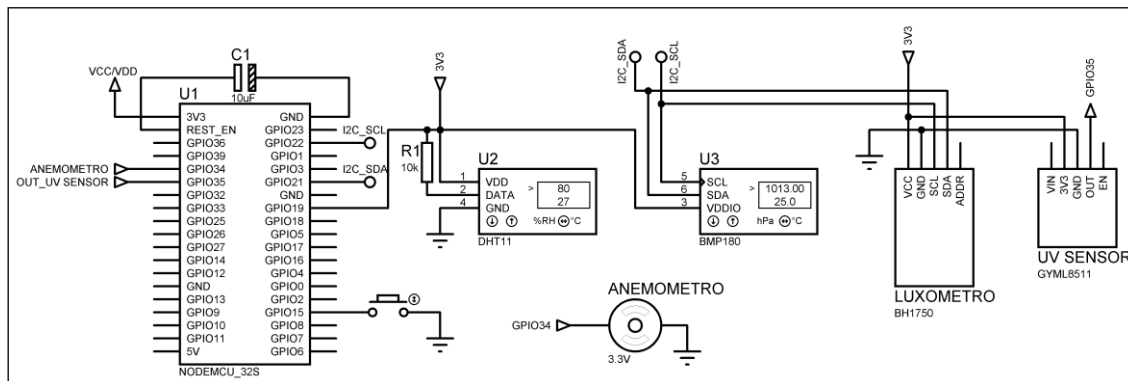 C1
10uF
VCC/VDD
U1
3V3
REST_EN
GPIO36
GPIO39
GPIO34
GPIO35
GPIO32
GPIO33
GPIO25
GPIO26
GPIO27
GPIO14
GPIO12
GND
GPIO13
GPIO9
GPIO10
GPIO11
5V
GND
GPIO23
GPIO22
GPIO1
GPIO3
GPIO21
GND
GPIO19
GPIO18
GPIO5
GPIO17
GPIO16
GPIO4
GPIO0
GPIO2
GPIO15
GPIO8
GPIO7
GPIO6
NODEMCU_32S
ANEMOMETRO
OUT_UV SENSOR
I2C_SCL
I2C_SDA
3V3
R1
10k
U2
1
2
4
VDD
DATA
GND
> 80
27
%RH °C
DHT11
I2C_SDA
I2C_SCL
U3
5
6
3
SCL
SDA
VDDIO
> 1013.00
25.0
hPa °C
BMP180
ANEMOMETRO
GPIO34
3.3V
3V3
VCC
GND
SCL
SDA
ADDR
LUXOMETRO
BH1750
GPIO35
VIN
3V3
GND
OUT
EN
UV SENSOR
GYML8511